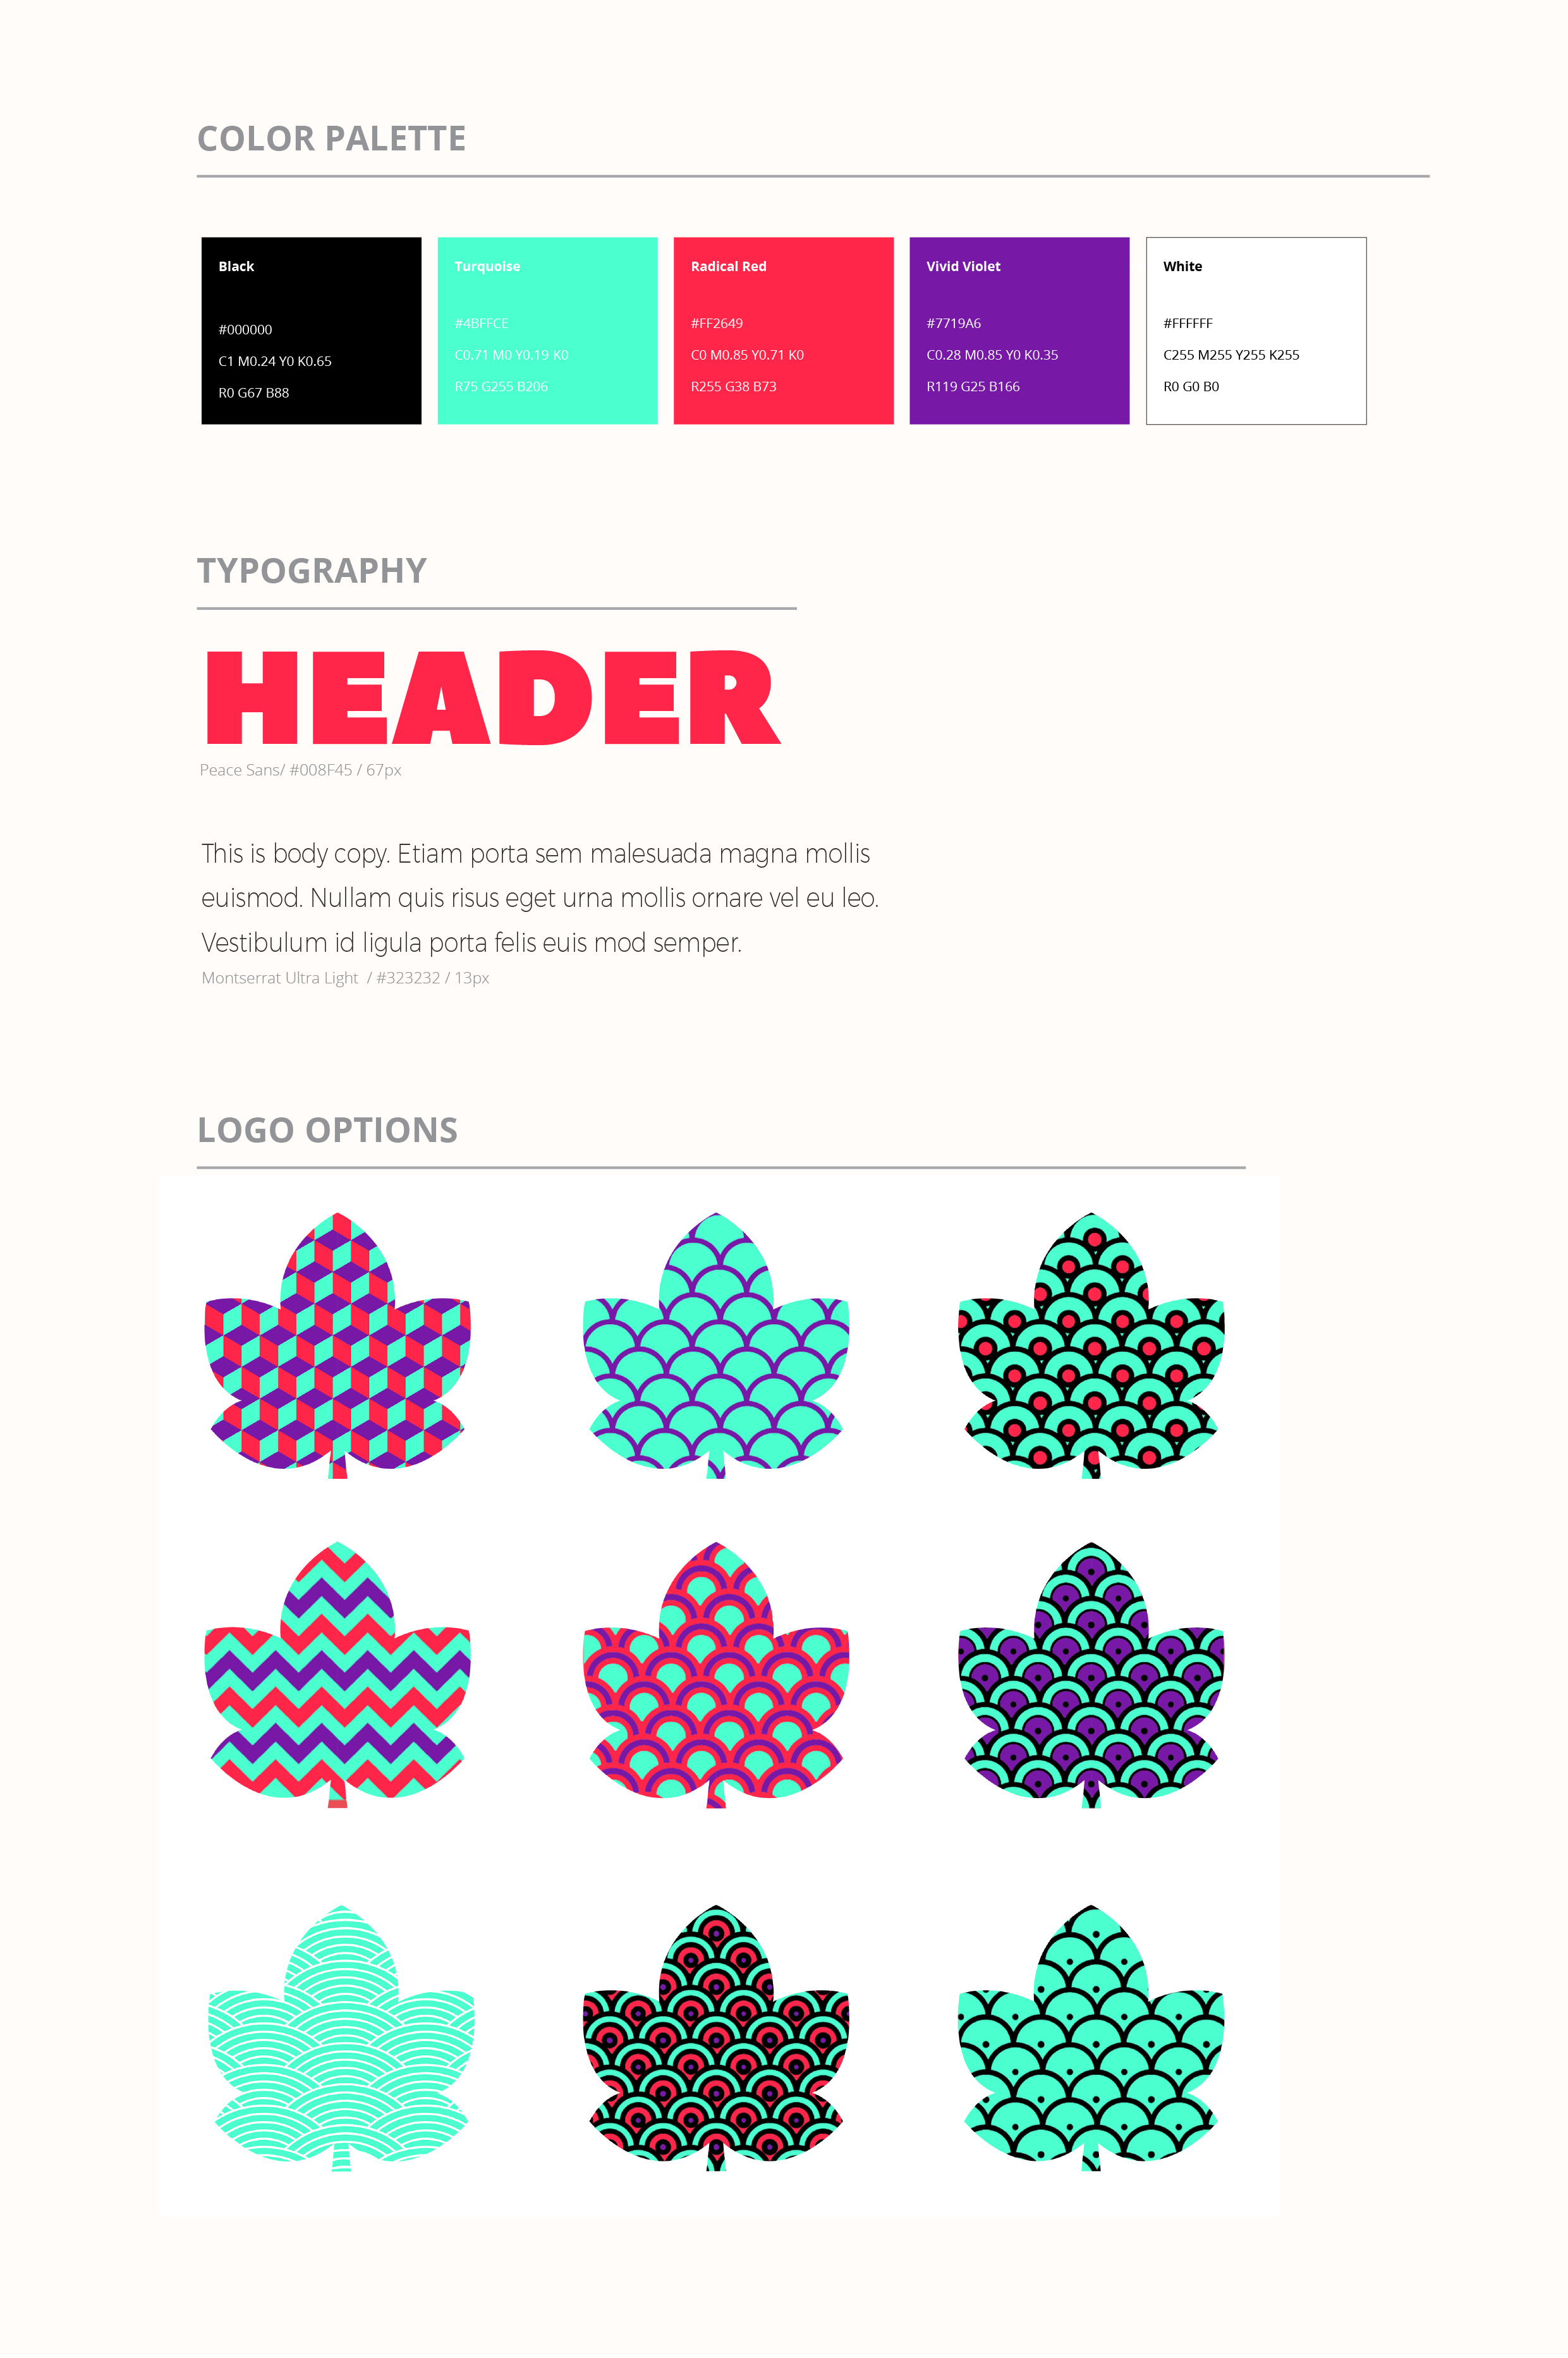 COLOR PALETTE
Black
#000000
C1 M0.24 Y0 K0.65
R0 G67 B88
Turquoise
#4BFFCE
C0.71 M0 Y0.19 K0
R75 G255 B206
Radical Red
#FF2649
C0 M0.85 Y0.71 K0
R255 G38 B73
Vivid Violet
#7719A6
C0.28 M0.85 Y0 K0.35
R119 G25 B166
White
#FFFFFF
C255 M255 Y255 K255
R0 G0 B0
TYPOGRAPHY
HEADER
Peace Sans/ #008F45 / 67px
This is body copy. Etiam porta sem malesuada magna mollis
euismod. Nullam quis risus eget urna mollis ornare vel eu leo.
Vestibulum id ligula porta felis euis mod semper.
Montserrat Ultra Light / #323232 / 13px
LOGO OPTIONS